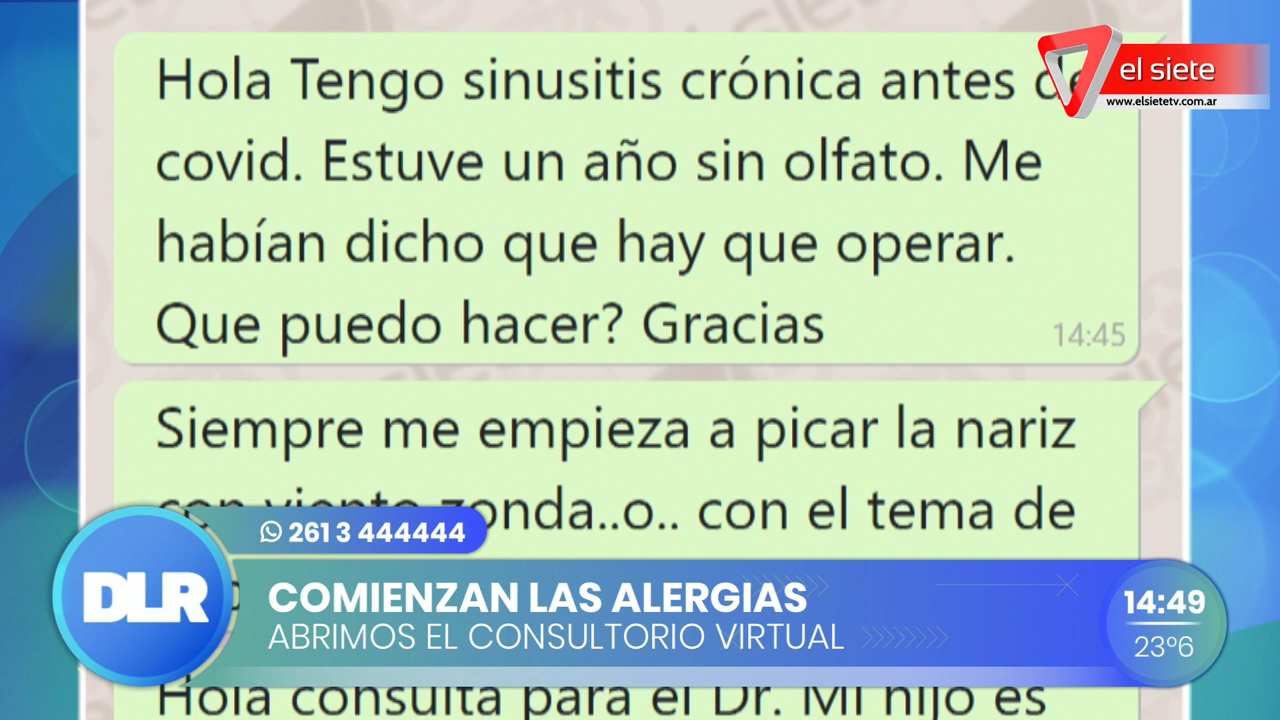 Hola Tengo sinusitis crónica antes de
covid. Estuve un año sin olfato. Me
habían dicho que hay que operar.
Que puedo hacer? Gracias
14:45
el siete
www.elsietetv.com.ar
Siempre me empieza a picar la nariz
con viento zonda..o.. con el tema de
261 3 444444
DLR
COMIENZAN LAS ALERGIAS
ABRIMOS EL CONSULTORIO VIRTUAL
14:49
23º6
Hola consulta para el Dr. Mi hijo es